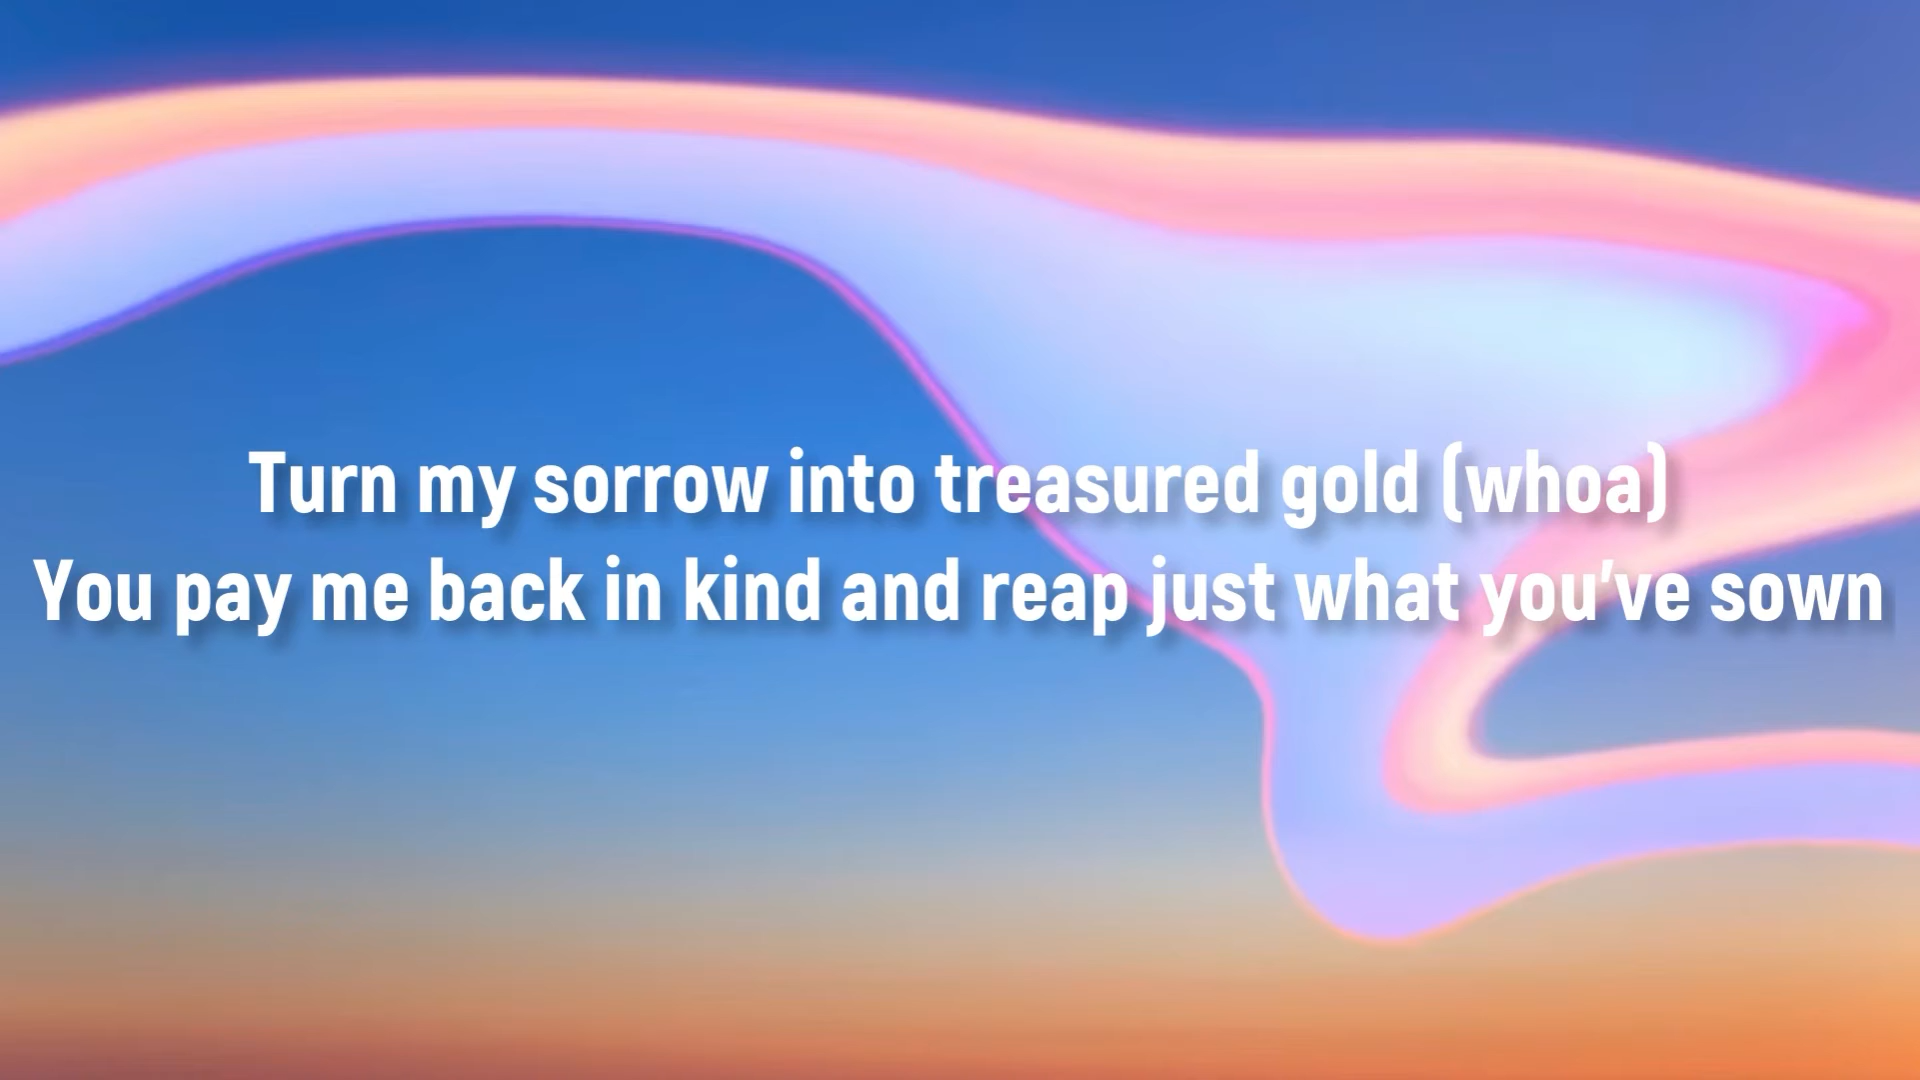 Turn my sorrow into treasured gold (whoa)
You pay me back in kind and reap just what you've sown